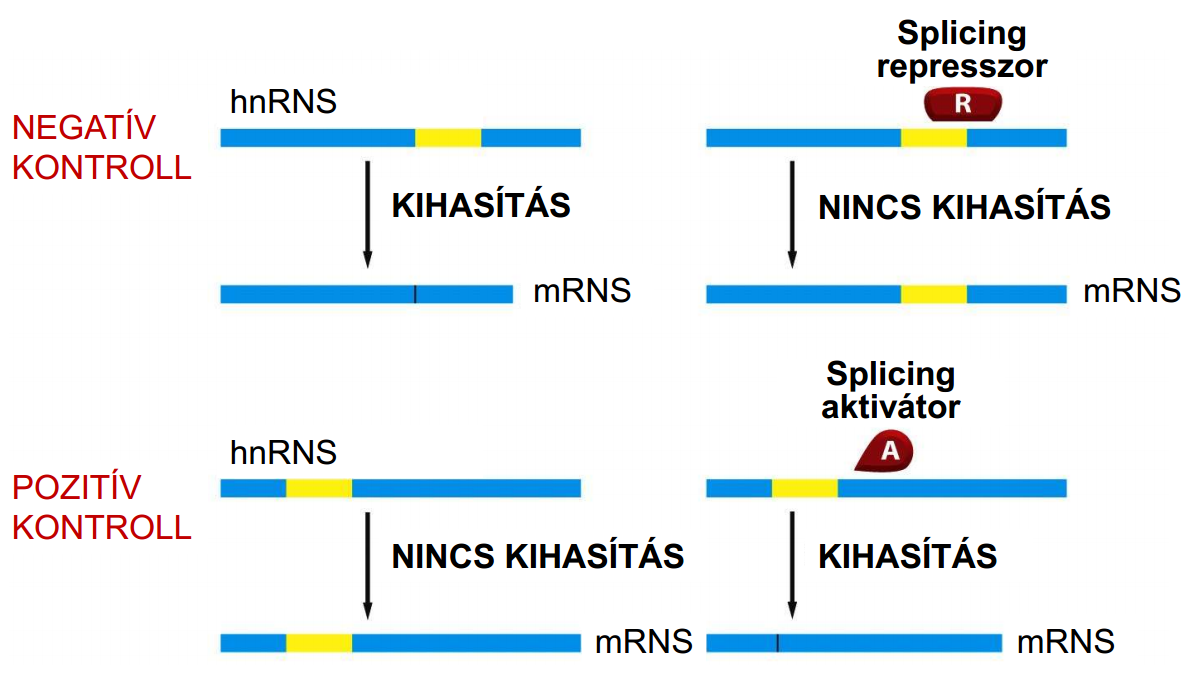 Splicing
represszor
hnRNS
R
NEGATÍV
KONTROLL
KIHASÍTÁS
NINCS KIHASÍTÁS
mRNS
mRNS
Splicing
aktivátor
hnRNS
A
POZITÍV
KONTROLL
NINCS KIHASÍTÁS
KIHASÍTÁS
mRNS
mRNS